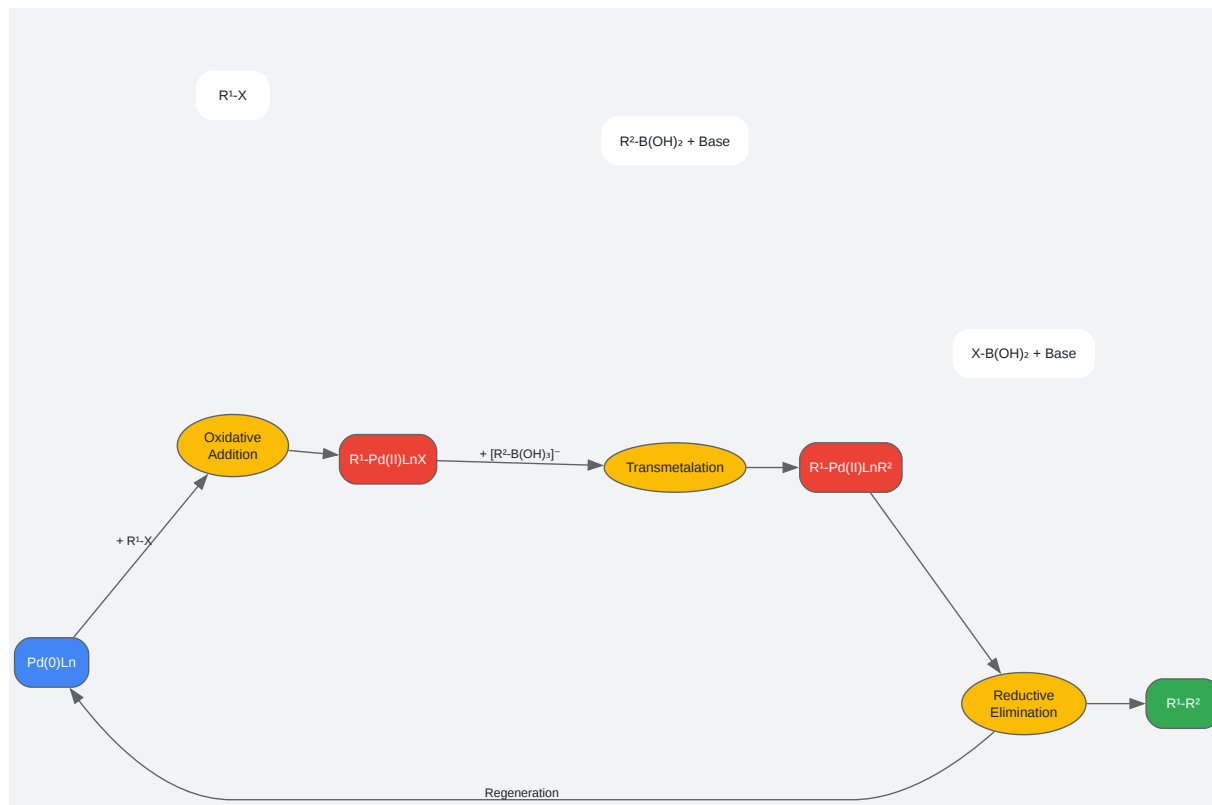 R¹-X
R²-B(OH)₂ + Base
X-B(OH)₂ + Base
Oxidative
Addition
R¹-Pd(II)LnX
+ [R²-B(OH)₃]⁻
Transmetalation
R¹-Pd(II)LnR²
+ R¹-X
Pd(0)Ln
Reductive
Elimination
R¹-R²
Regeneration